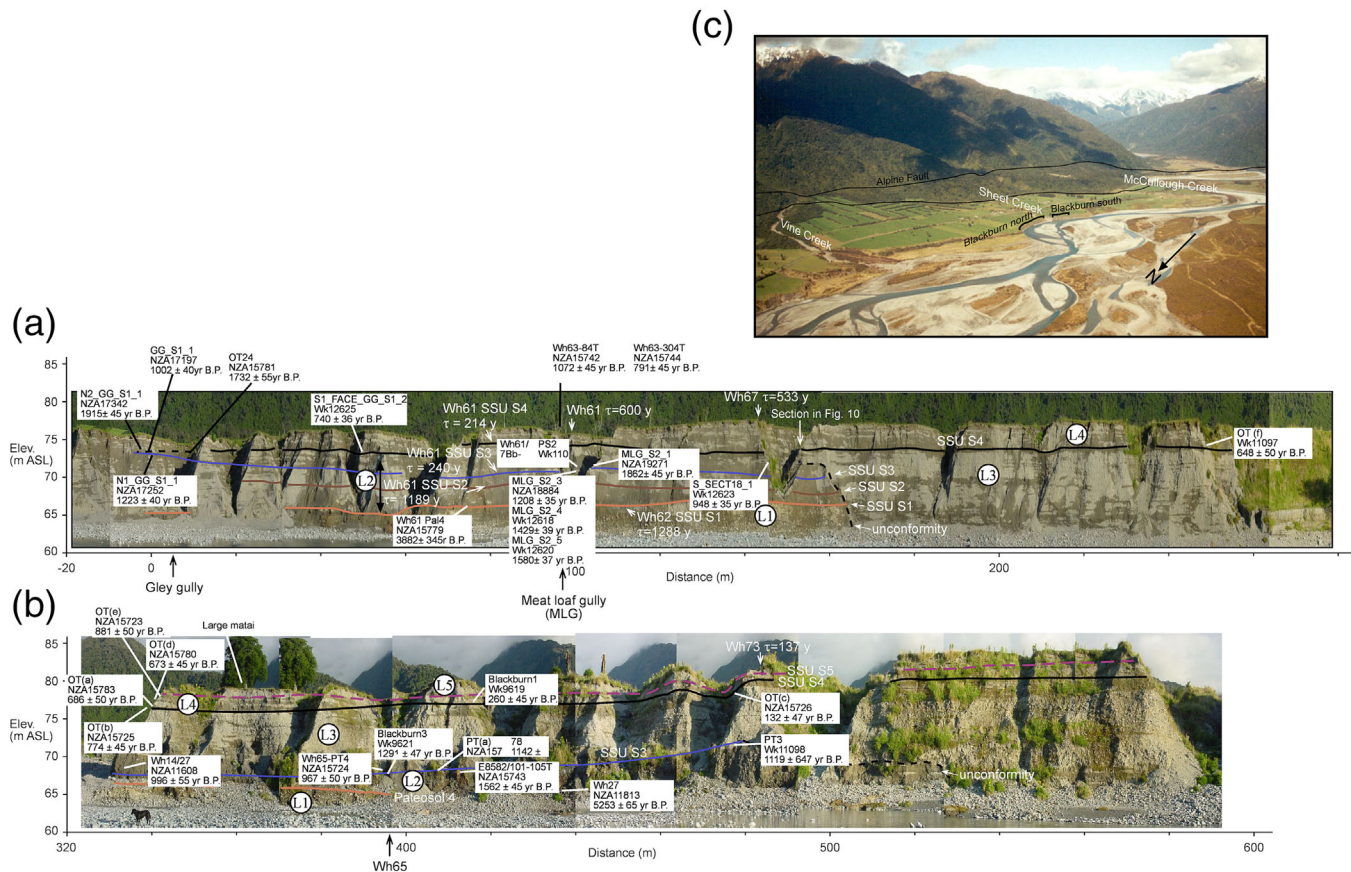 (c)
Alpine Fault
McCullough Creek
Sheet Creek
Blackburn south
Blackburn north
Vine Creek
N
(a)
GG_S1_1
NZA17197
1002 ± 40yr B.P.
OT24
NZA15781
1732 ± 55yr B.P.
N2_GG_S1_1
NZA17342
1915± 45 yr B.P.
S1_FACE_GG_S1_2
Wk12625
740 ± 36 yr B.P.
Wh63-84T
NZA15742
1072 ± 45 yr B.P.
Wh63-304T
NZA15744
791± 45 yr B.P.
Wh61 SSU S4
τ = 214 y
Wh61 τ=600 y
Wh67 τ=533 y
Section in Fig. 10
SSU S4
L4
OT (f)
Wk11097
648 ± 50 yr B.P.
Elev.
(m ASL)
85
80
75
70
65
60
Wh61 SSU S3
τ = 240 y
Wh61/
7Bb-
PS2
Wk110
MLG_S2_1
NZA19271
1862± 45 yr B.P.
L3
N1_GG_S1_1
NZA17252
1223 ± 40 yr B.P.
L2
Wh61 SSU S2
τ = 1189 y
MLG_S2_3
NZA18884
1208 ± 35 yr B.P.
MLG_S2_4
Wk12618
1429± 39 yr B.P.
MLG_S2_5
Wk12620
1580± 37 yr B.P.
S_SECT18_1
Wk12623
948 ± 35 yr B.P.
L1
SSU S3
SSU S2
SSU S1
unconformity
Wh61 Pal4
NZA15779
3882± 345r B.P.
Wh62 SSU S1
τ=1288 y
-20
0
100
Distance (m)
200
Gley gully
Meat loaf gully
(MLG)
(b)
OT(e)
NZA15723
881 ± 50 yr B.P.
Large matai
OT(d)
NZA15780
673 ± 45 yr B.P.
OT(a)
NZA15783
686 ± 50 yr B.P.
OT(b)
NZA15725
774 ± 45 yr B.P.
L4
L5
Blackburn1
Wk9619
260 ± 45 yr B.P.
Wh73 τ=137 y
SSU S5
SSU S4
OT(c)
NZA15726
132 ± 47 yr B.P.
Elev.
(m ASL)
85
80
75
70
65
60
L3
Blackburn3
Wk9621
1291 ± 47 yr B.P.
PT(a) 78
NZA157 1142 ±
SSU S3
PT3
Wk11098
1119 ± 647 yr B.P.
Wh14/27
NZA11608
996 ± 55 yr B.P.
Wh65-PT4
NZA15724
967 ± 50 yr B.P.
L2
E8582/101-105T
NZA15743
1562 ± 45 yr B.P.
Wh27
NZA11813
5253 ± 65 yr B.P.
L1
Paleosol 4
unconformity
320
400
Distance (m)
500
600
Wh65